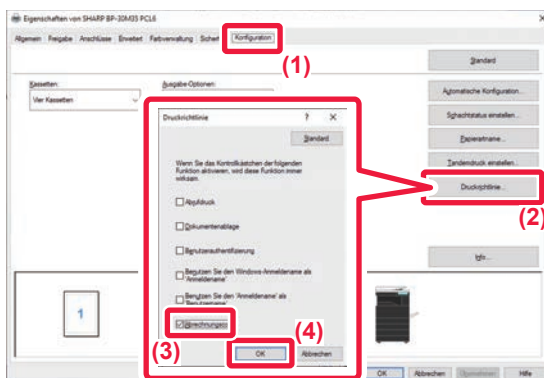 Eigenschaften von SHARP BP-30M35 PCL6
Allgemein Freigabe Anschlüsse Erweitert Farbverwaltung Sicherheit Konfiguration
(1)
Standard
Kassetten:
Ausgabe-Optionen:
Vier Kassetten
Automatische Konfiguration...
Schachtstatus einstellen...
Papierartname...
Tandemdruck einstellen...
Druckrichtlinie...
(2)
Info...
Druckrichtlinie
? X
Standard
Wenn Sie das Kontrollkästchen der folgenden
Funktion aktivieren, wird diese Funktion immer
wirksam.
Dokumentenablage
Benutzerauthentifizierung
Benutzen Sie den Windows-Anmeldename als
'Anmeldename'
Benutzen Sie den 'Anmeldename' als
'Benutzername'
(3)
(4)
OK
Abbrechen
1
OK Abbrechen Übernehmen Hilfe